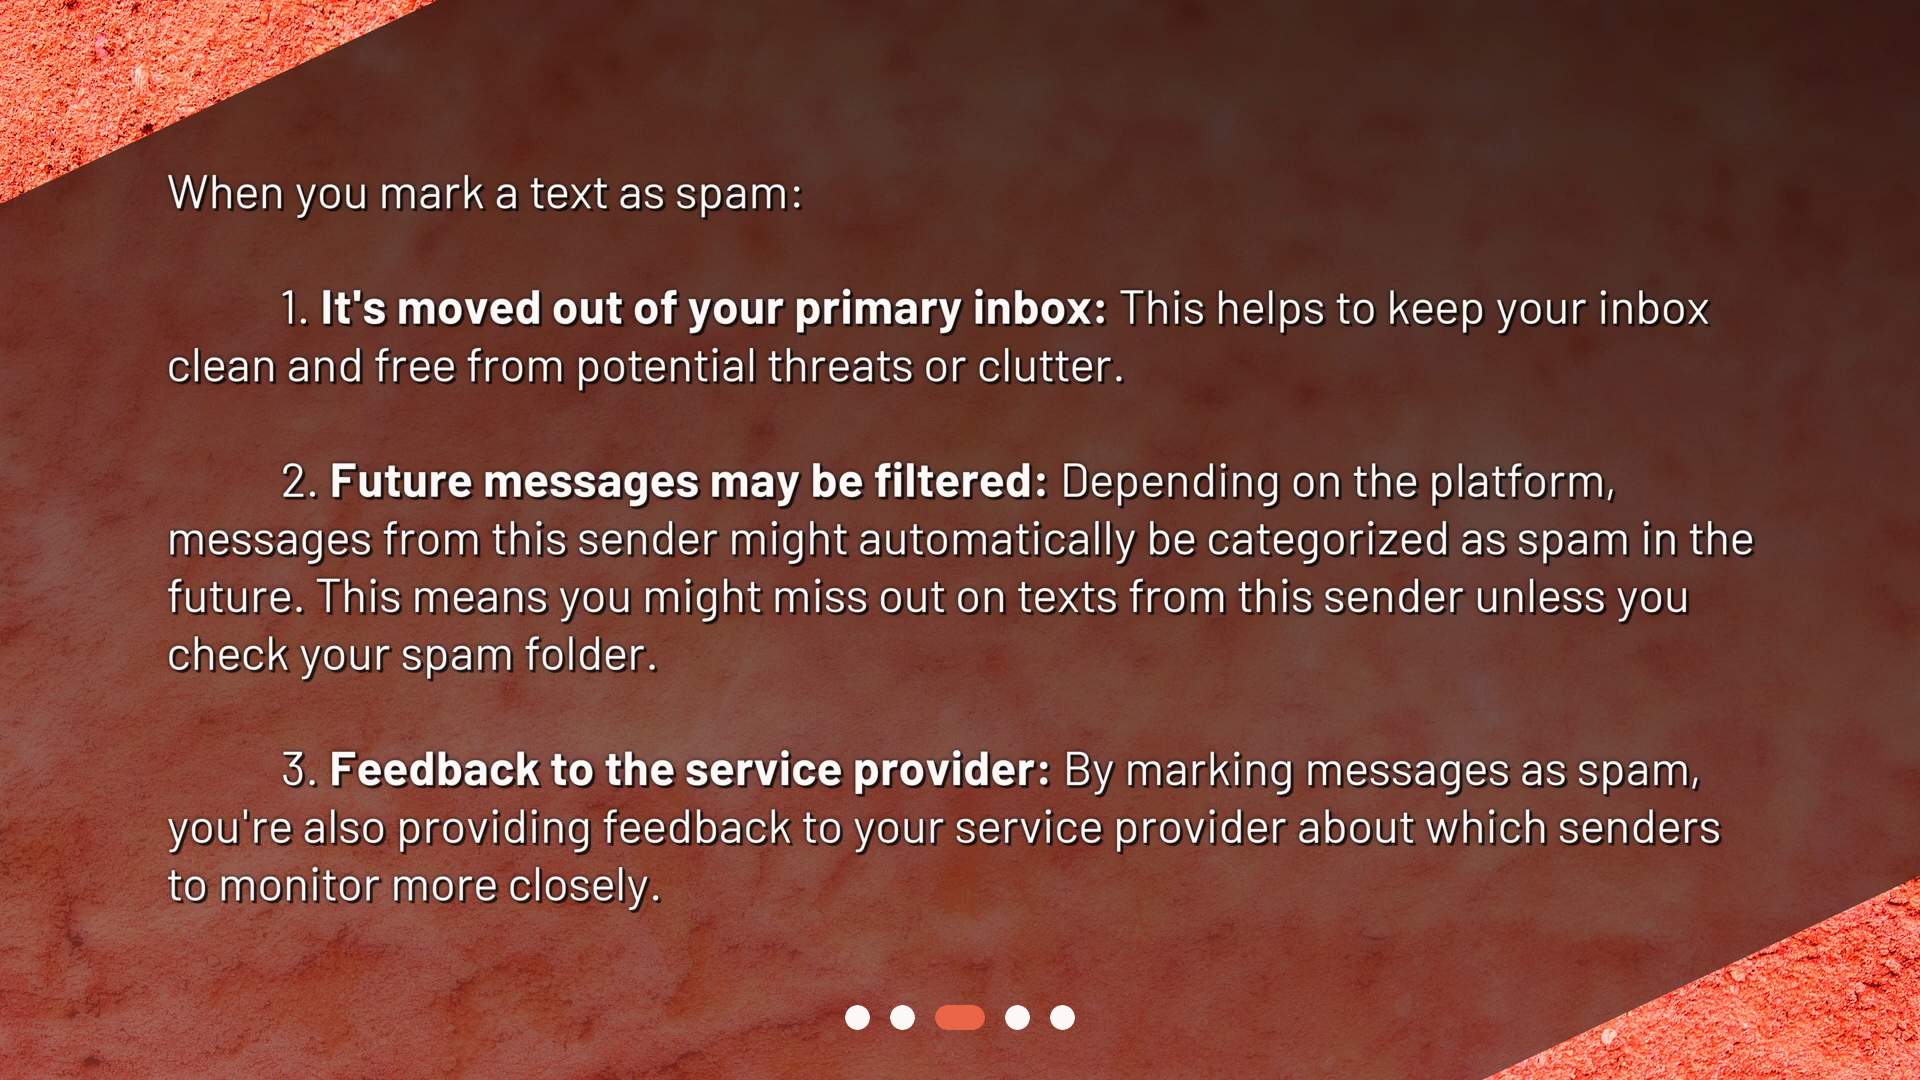 When you mark a text as spam:
1. It's moved out of your primary inbox: This helps to keep your inbox
clean and free from potential threats or clutter.
2. Future messages may be filtered: Depending on the platform,
messages from this sender might automatically be categorized as spam in the
future. This means you might miss out on texts from this sender unless you
check your spam folder.
3. Feedback to the service provider: By marking messages as spam,
you're also providing feedback to your service provider about which senders
to monitor more closely.